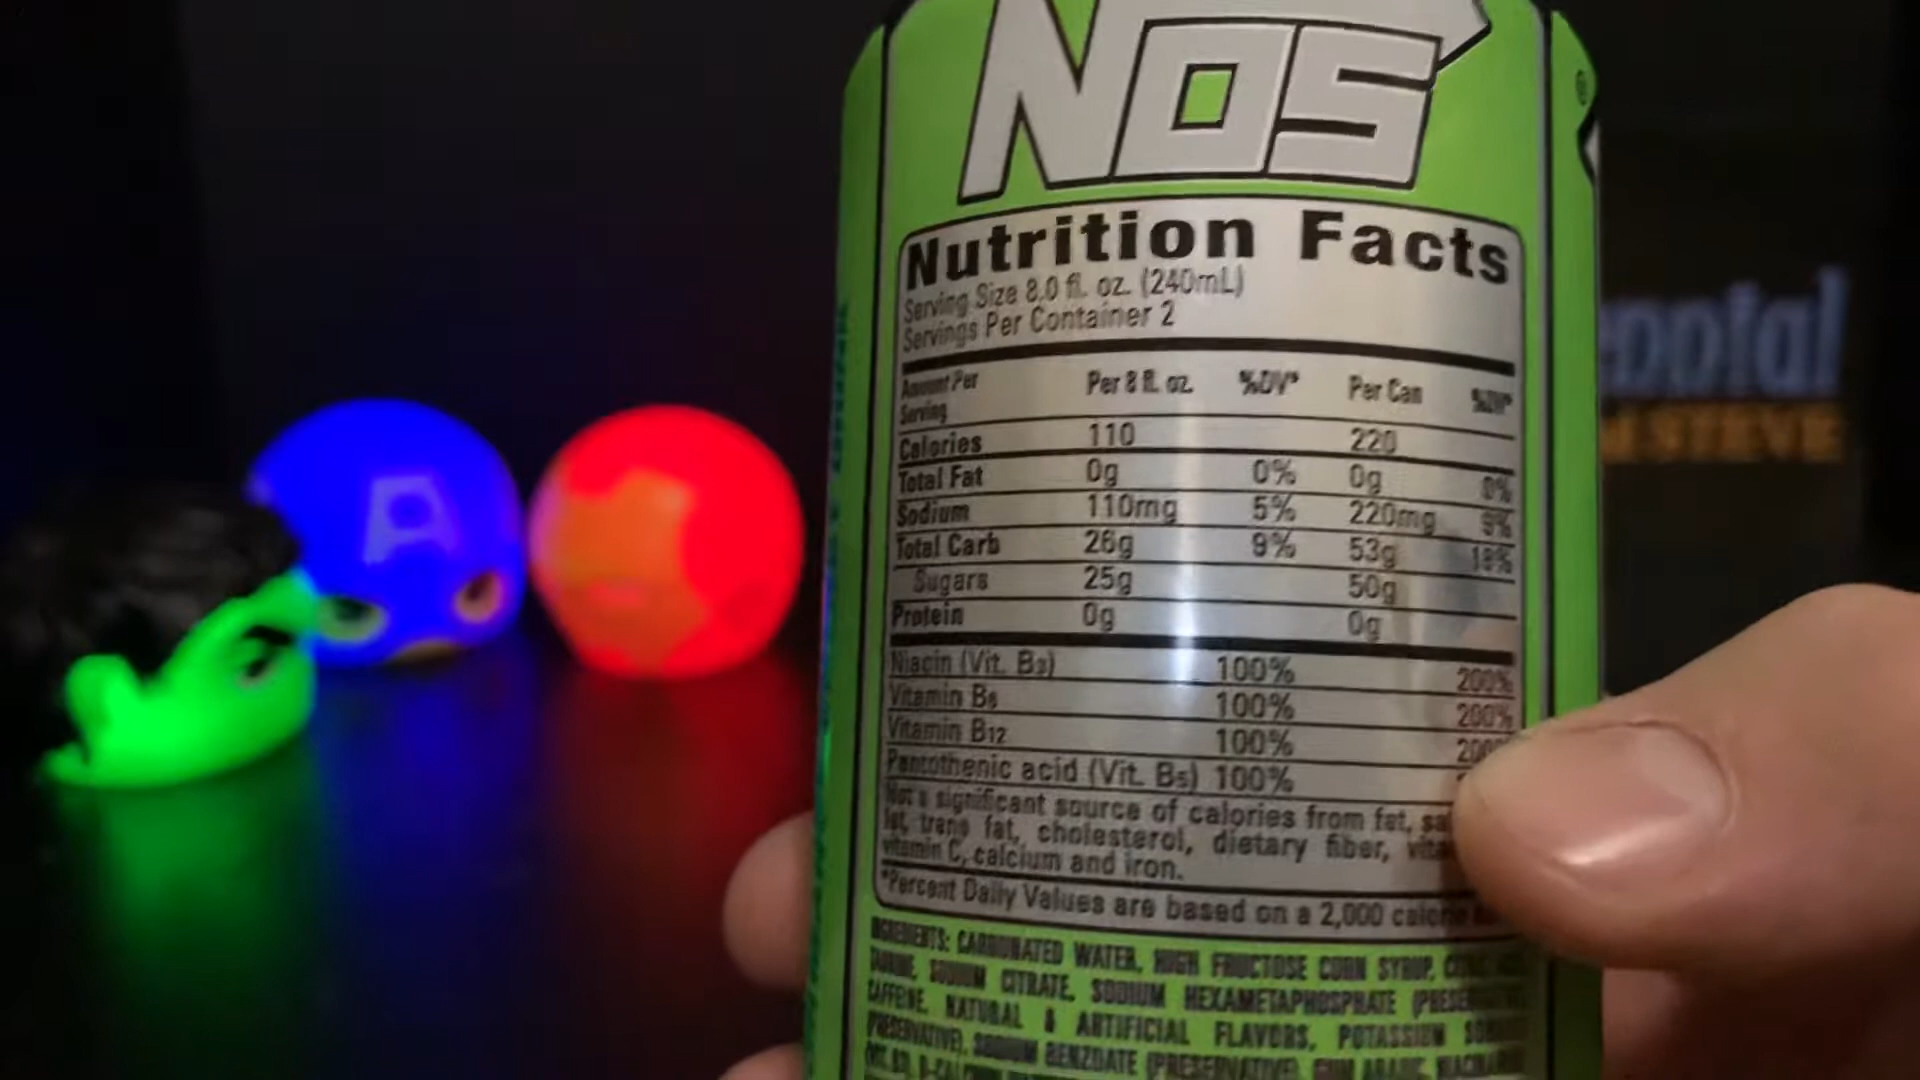 NOS
®
Nutrition Facts
Serving Size 8.0 fl. oz. (240mL)
Servings Per Container 2
Amount Per Serving Per 8 fl. oz. %DV* Per Can %DV*
Calories 110 220
Total Fat 0g 0% 0g 0%
Sodium 110mg 5% 220mg 9%
Total Carb 26g 9% 53g 18%
Sugars 25g 50g
Protein 0g 0g
Niacin (Vit. B3) 100% 200%
Vitamin B6 100% 200%
Vitamin B12 100% 200%
Pantothenic acid (Vit. B5) 100%
Not a significant source of calories from fat,
fat, trans fat, cholesterol, dietary fiber,
vitamin C, calcium and iron.
*Percent Daily Values are based on a 2,000
INGREDIENTS: CARBONATED WATER, HIGH FRUCTOSE CORN SYRUP,
TAURINE, SODIUM CITRATE, SODIUM HEXAMETAPHOSPHATE
CAFFEINE, NATURAL & ARTIFICIAL FLAVORS, POTASSIUM
(PRESERVATIVE), SODIUM BENZOATE (PRESERVATIVE), GUM ARABIC,
A
STEVE